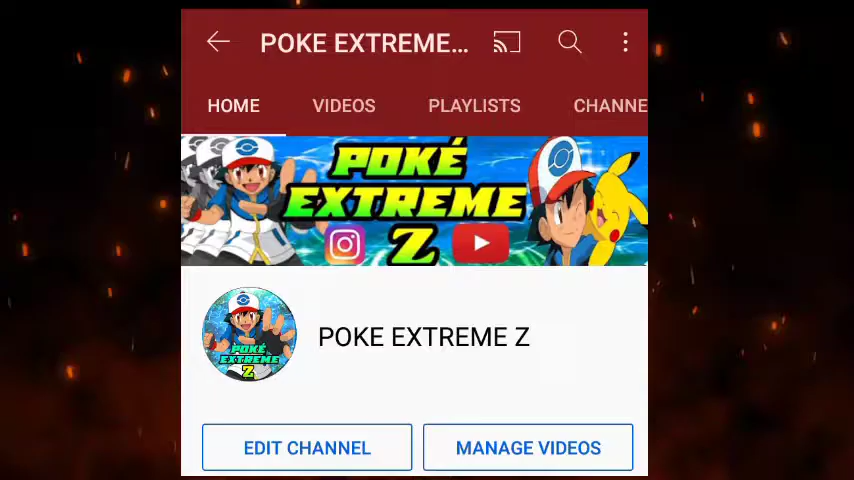 POKE EXTREME...
HOME VIDEOS PLAYLISTS CHANNE
POKÉ
EXTREME
Z
POKÉ
EXTREME
Z
POKE EXTREME Z
EDIT CHANNEL MANAGE VIDEOS